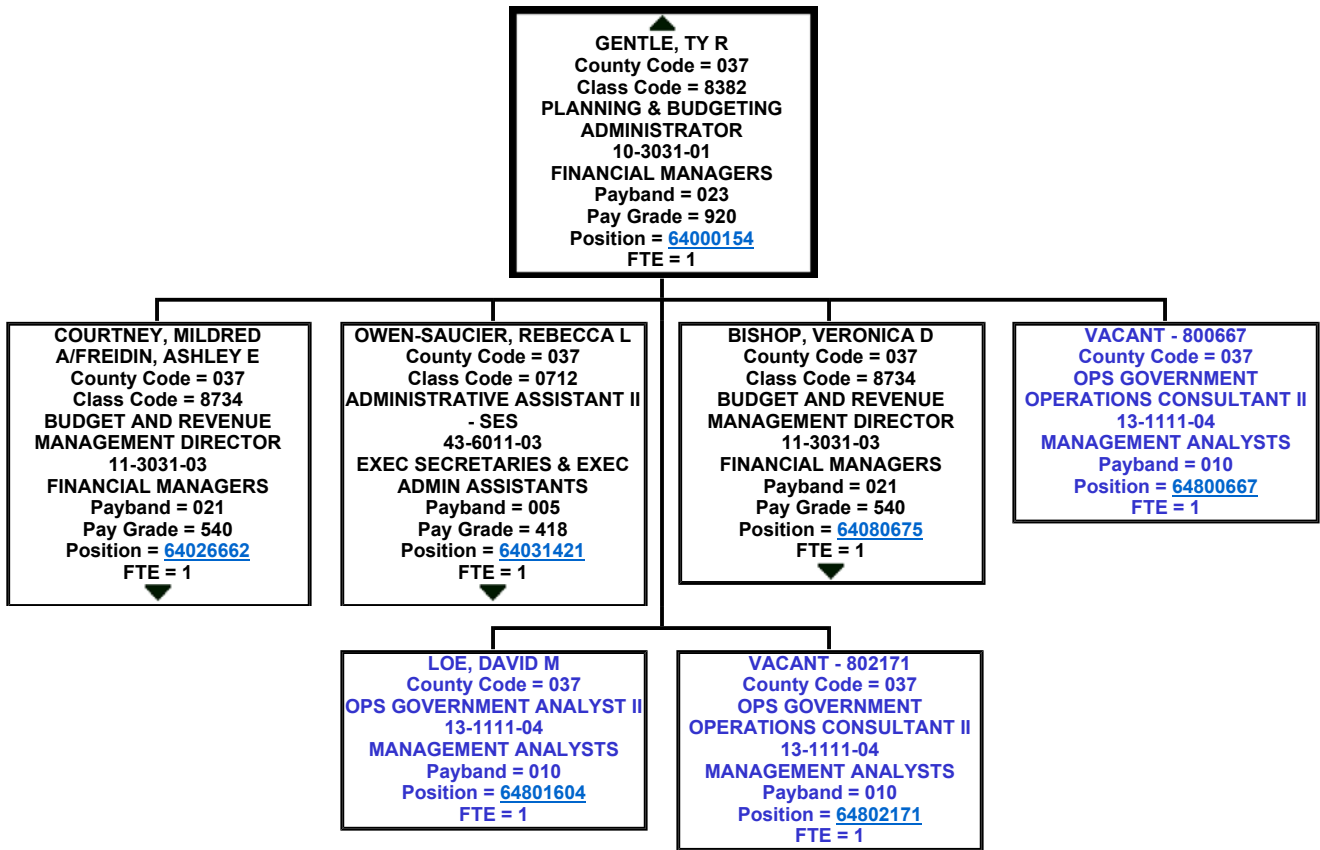 GENTLE, TY R
County Code = 037
Class Code = 8382
PLANNING & BUDGETING
ADMINISTRATOR
10-3031-01
FINANCIAL MANAGERS
Payband = 023
Pay Grade = 920
Position = 64000154
FTE = 1
COURTNEY, MILDRED
A/FREIDIN, ASHLEY E
County Code = 037
Class Code = 8734
BUDGET AND REVENUE
MANAGEMENT DIRECTOR
11-3031-03
FINANCIAL MANAGERS
Payband = 021
Pay Grade = 540
Position = 64026662
FTE = 1
OWEN-SAUCIER, REBECCA L
County Code = 037
Class Code = 0712
ADMINISTRATIVE ASSISTANT II
- SES
43-6011-03
EXEC SECRETARIES & EXEC
ADMIN ASSISTANTS
Payband = 005
Pay Grade = 418
Position = 64031421
FTE = 1
BISHOP, VERONICA D
County Code = 037
Class Code = 8734
BUDGET AND REVENUE
MANAGEMENT DIRECTOR
11-3031-03
FINANCIAL MANAGERS
Payband = 021
Pay Grade = 540
Position = 64080675
FTE = 1
VACANT - 800667
County Code = 037
OPS GOVERNMENT
OPERATIONS CONSULTANT II
13-1111-04
MANAGEMENT ANALYSTS
Payband = 010
Position = 64800667
FTE = 1
LOE, DAVID M
County Code = 037
OPS GOVERNMENT ANALYST II
13-1111-04
MANAGEMENT ANALYSTS
Payband = 010
Position = 64801604
FTE = 1
VACANT - 802171
County Code = 037
OPS GOVERNMENT
OPERATIONS CONSULTANT II
13-1111-04
MANAGEMENT ANALYSTS
Payband = 010
Position = 64802171
FTE = 1